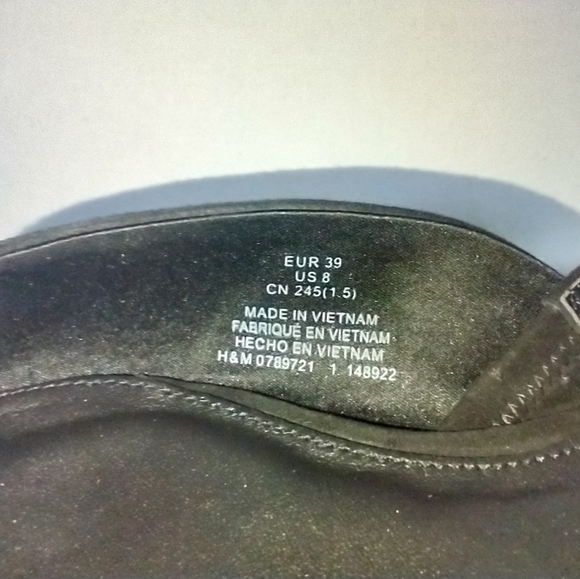 EUR 39
US 8
CN 245(1.5)
MADE IN VIETNAM
FABRIQUÉ EN VIETNAM
HECHO EN VIETNAM
H&M 0789721 1 148922